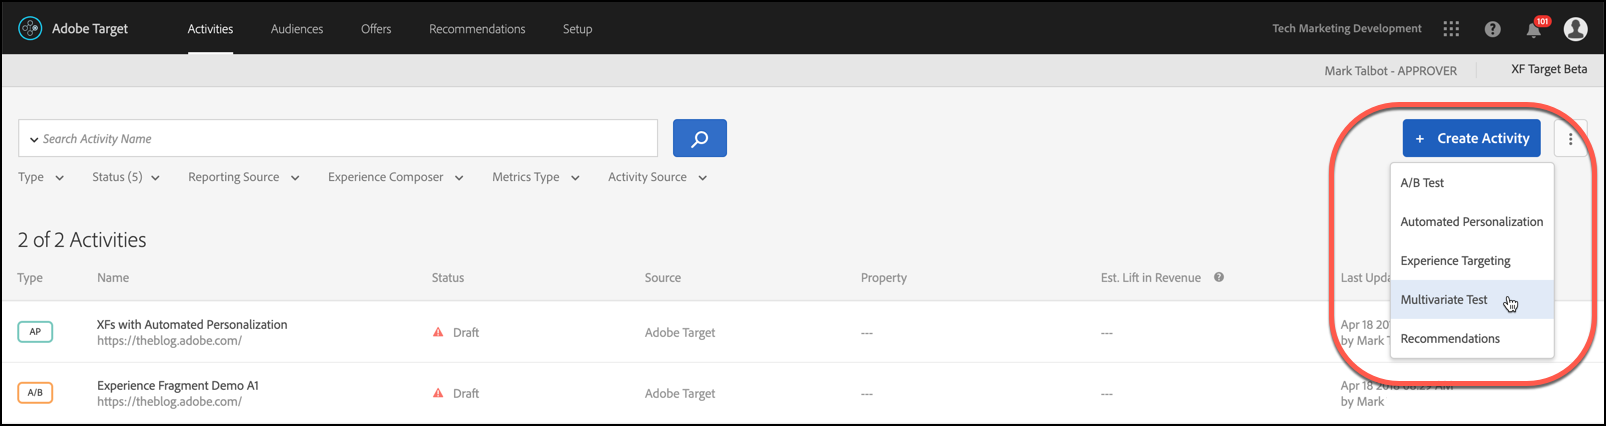 Adobe Target
Activities
Audiences
Offers
Recommendations
Setup
Tech Marketing Development
101
Mark Talbot - APPROVER
XF Target Beta
Search Activity Name
+ Create Activity
Type
Status (5)
Reporting Source
Experience Composer
Metrics Type
Activity Source
A/B Test
Automated Personalization
Experience Targeting
Multivariate Test
Recommendations
2 of 2 Activities
Type
Name
Status
Source
Property
Est. Lift in Revenue
Last Upda
AP
XFs with Automated Personalization
https://theblog.adobe.com/
Draft
Adobe Target
---
---
Apr 18 20
by Mark
A/B
Experience Fragment Demo A1
https://theblog.adobe.com/
Draft
Adobe Target
---
---
Apr 18 2018 08:29 AM
by Mark